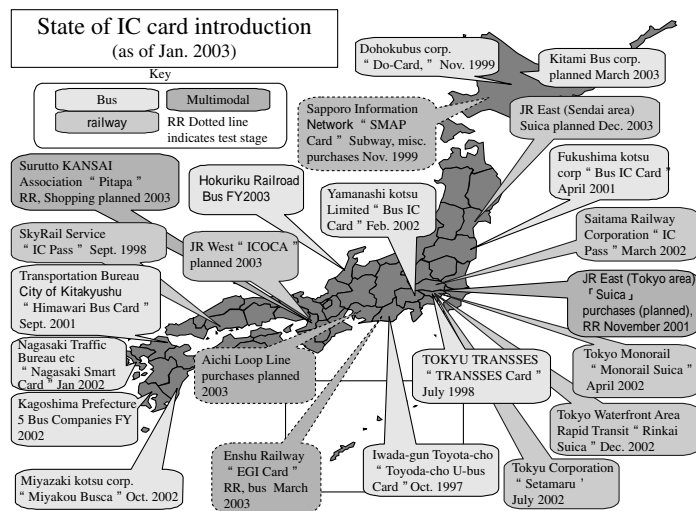 State of IC card introduction
(as of Jan. 2003)
Key
Bus
Multimodal
railway
RR Dotted line
indicates test stage
Dohokubus corp.
“ Do-Card, ” Nov. 1999
Kitami Bus corp.
planned March 2003
Sapporo Information
Network “ SMAP
Card ” Subway, misc.
purchases Nov. 1999
JR East (Sendai area)
Suica planned Dec. 2003
Surutto KANSAI
Association “ Pitapa ”
RR, Shopping planned 2003
Hokuriku Railroad
Bus FY2003
Yamanashi kotsu
Limited “ Bus IC
Card ” Feb. 2002
Fukushima kotsu
corp “ Bus IC Card ”
April 2001
SkyRail Service
“ IC Pass ” Sept. 1998
JR West “ICOCA ”
planned 2003
Saitama Railway
Corporation “ IC
Pass ” March 2002
Transportation Bureau
City of Kitakyushu
“ Himawari Bus Card ”
Sept. 2001
JR East (Tokyo area)
「 Suica 」
purchases (planned),
RR November 2001
Nagasaki Traffic
Bureau etc
“ Nagasaki Smart
Card ” Jan 2002
Aichi Loop Line
purchases planned
2003
TOKYU TRANSSES
“ TRANSSES Card ”
July 1998
Tokyo Monorail
“ Monorail Suica ”
April 2002
Kagoshima Prefecture
5 Bus Companies FY
2002
Tokyo Waterfront Area
Rapid Transit “ Rinkai
Suica ” Dec. 2002
Miyazaki kotsu corp.
“ Miyakou Busca ” Oct. 2002
Enshu Railway
“ EGI Card ”
RR, bus March
2003
Iwada-gun Toyota-cho
“ Toyoda-cho U-bus
Card ” Oct. 1997
Tokyu Corporation
“ Setamaru ’
July 2002